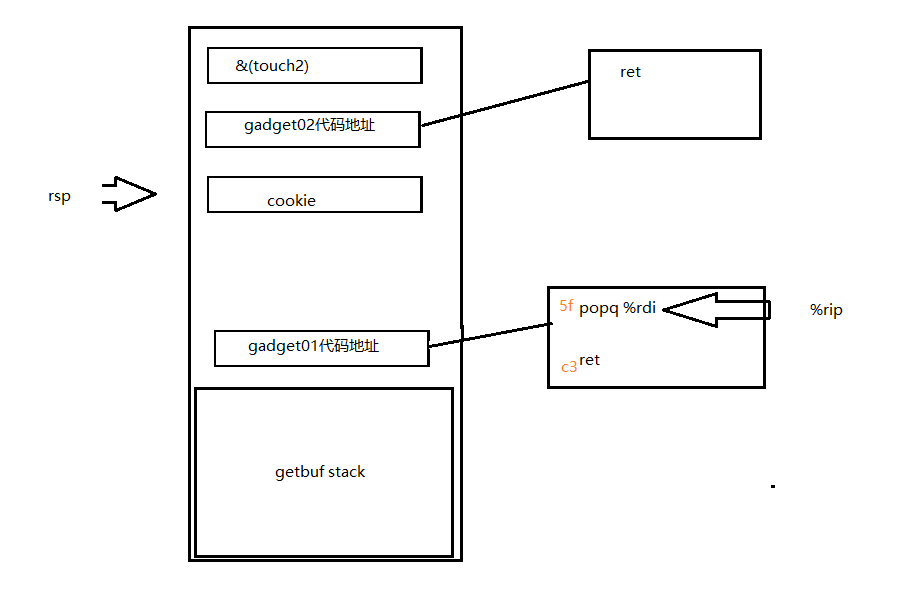 &(touch2)
ret
gadget02代码地址
rsp
cookie
5f popq %rdi
%rip
gadget01代码地址
c3 ret
getbuf stack